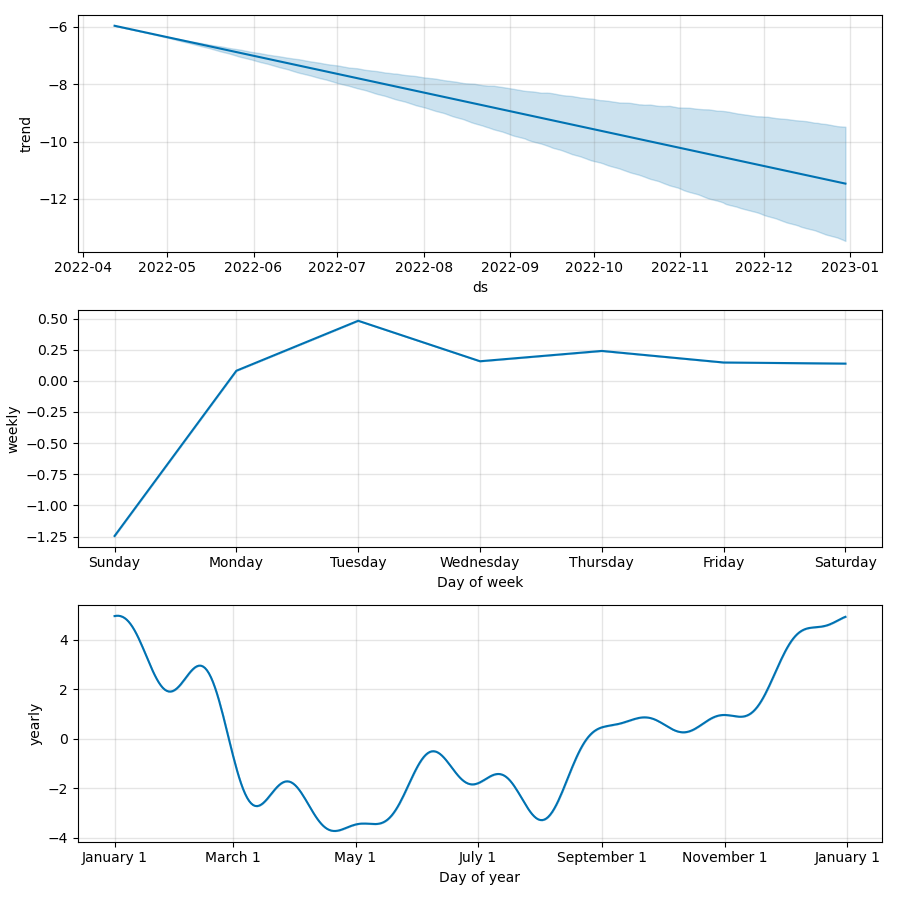 −6
−8
−10
−12
trend
2022-04 2022-05 2022-06 2022-07 2022-08 2022-09 2022-10 2022-11 2022-12 2023-01
ds
0.50
0.25
0.00
−0.25
−0.50
−0.75
−1.00
−1.25
weekly
Sunday Monday Tuesday Wednesday Thursday Friday Saturday
Day of week
4
2
0
−2
−4
yearly
January 1 March 1 May 1 July 1 September 1 November 1 January 1
Day of year